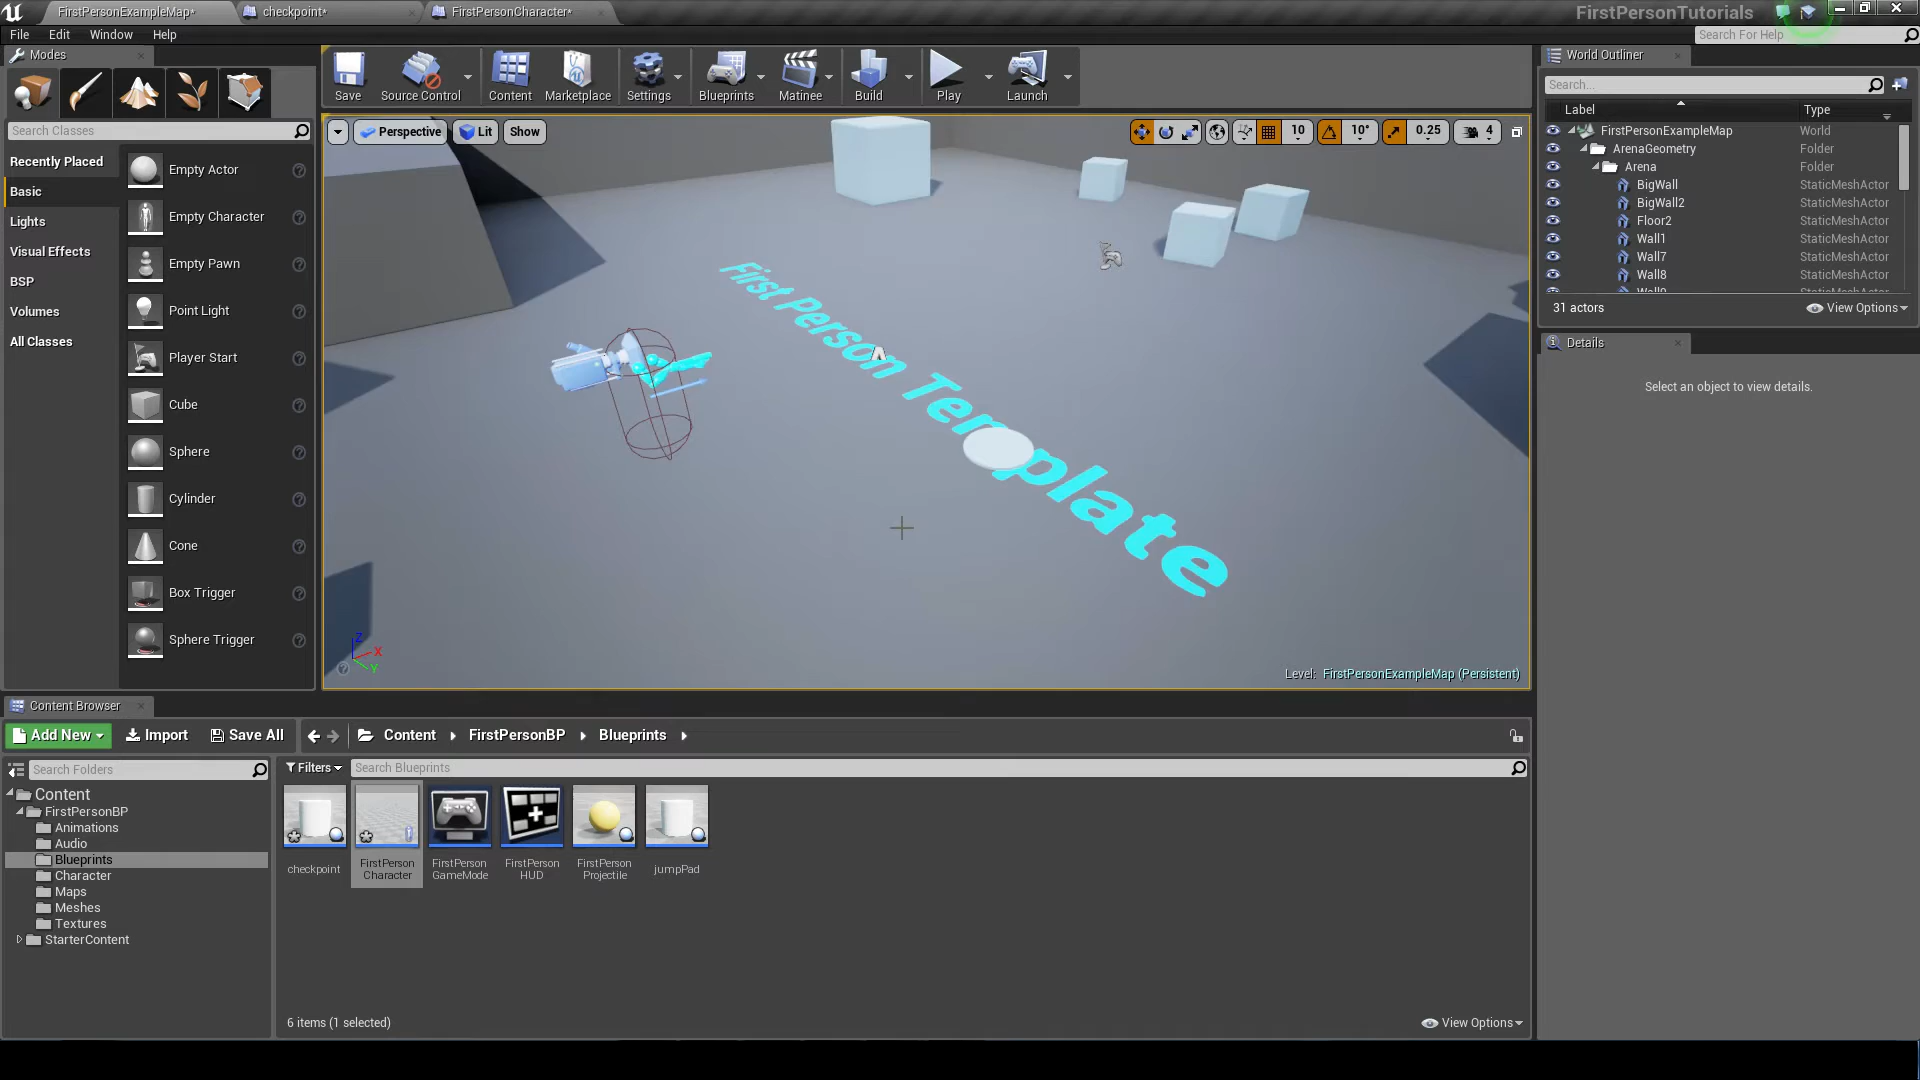 FirstPersonExampleMap*
checkpoint*
FirstPersonCharacter*
FirstPersonTutorials
File Edit Window Help
Search For Help
Modes
Search Classes
Recently Placed
Basic
Lights
Visual Effects
BSP
Volumes
All Classes
Empty Actor
Empty Character
Empty Pawn
Point Light
Player Start
Cube
Sphere
Cylinder
Cone
Box Trigger
Sphere Trigger
Save
Source Control
Content
Marketplace
Settings
Blueprints
Matinee
Build
Play
Launch
Perspective
Lit
Show
10
10°
0.25
4
First Person Template
Z
X
Y
Level: FirstPersonExampleMap (Persistent)
World Outliner
Search...
Label Type
FirstPersonExampleMap World
ArenaGeometry Folder
Arena Folder
BigWall StaticMeshActor
BigWall2 StaticMeshActor
Floor2 StaticMeshActor
Wall1 StaticMeshActor
Wall7 StaticMeshActor
Wall8 StaticMeshActor
31 actors
View Options
Details
Select an object to view details.
Content Browser
Add New
Import
Save All
Content
FirstPersonBP
Blueprints
Search Folders
Filters
Search Blueprints
Content
FirstPersonBP
Animations
Audio
Blueprints
Character
Maps
Meshes
Textures
StarterContent
checkpoint
FirstPerson
Character
FirstPerson
GameMode
FirstPerson
HUD
FirstPerson
Projectile
jumpPad
6 items (1 selected)
View Options